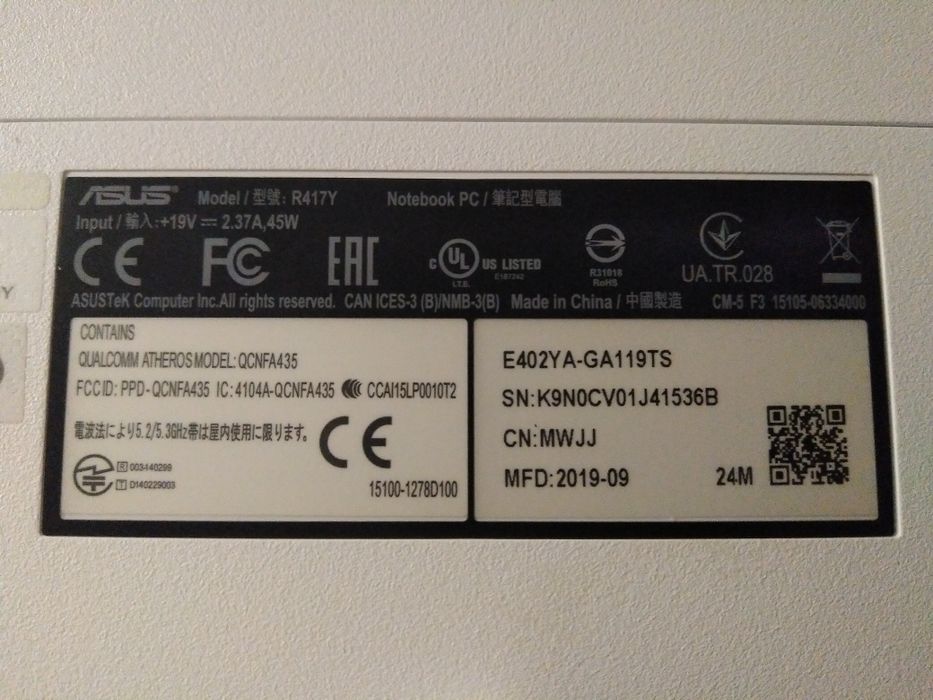 ASUS Model / 型號: R417Y Notebook PC / 筆記型電腦
Input / 輸入:+19V ⎓ 2.37A,45W
CE FC EAC c UL US LISTED
I.T.E. E187242
R31018
RoHS
UA.TR.028
ASUSTeK Computer Inc.All rights reserved. CAN ICES-3 (B)/NMB-3(B) Made in China / 中國製造 CM-5 F3 15105-06334000
CONTAINS
QUALCOMM ATHEROS MODEL: QCNFA435
FCC ID: PPD-QCNFA435 IC: 4104A-QCNFA435 CCAI15LP0010T2
電波法により5.2/5.3GHz帯は屋内使用に限ります。 CE
R 003-140299
T D140229003
15100-1278D100
E402YA-GA119TS
SN:K9N0CV01J41536B
CN:MWJJ
MFD:2019-09 24M
Y